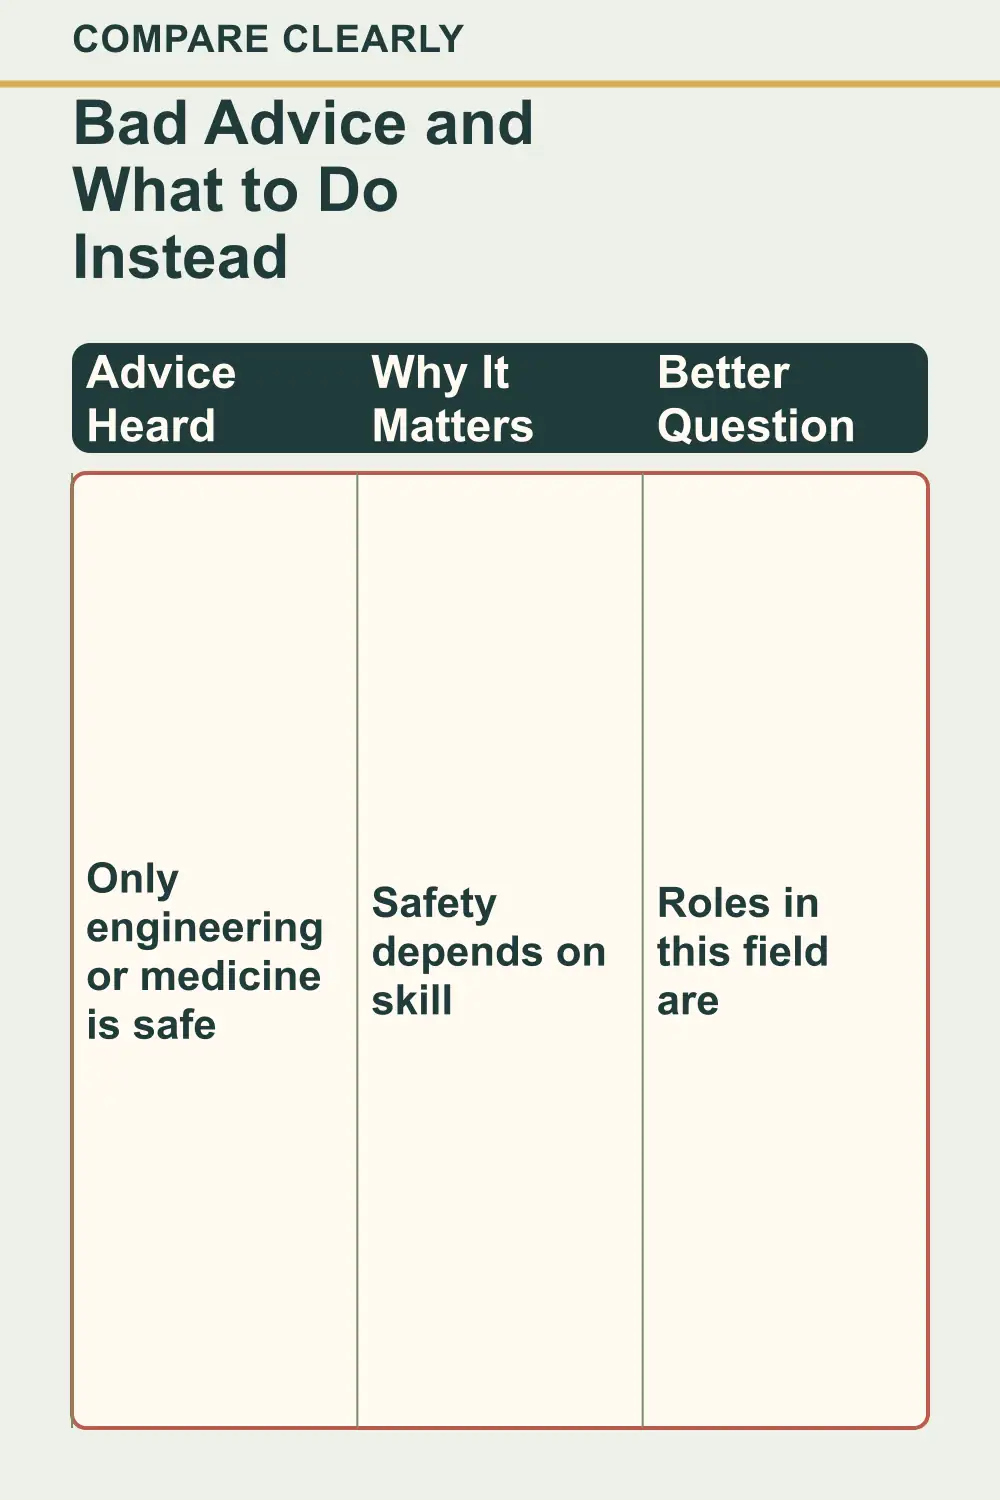 COMPARE CLEARLY
Bad Advice and
What to Do
Instead
Advice
Heard
Why It
Matters
Better
Question
Only
engineering
or medicine
is safe
Safety
depends on
skill
Roles in
this field
are